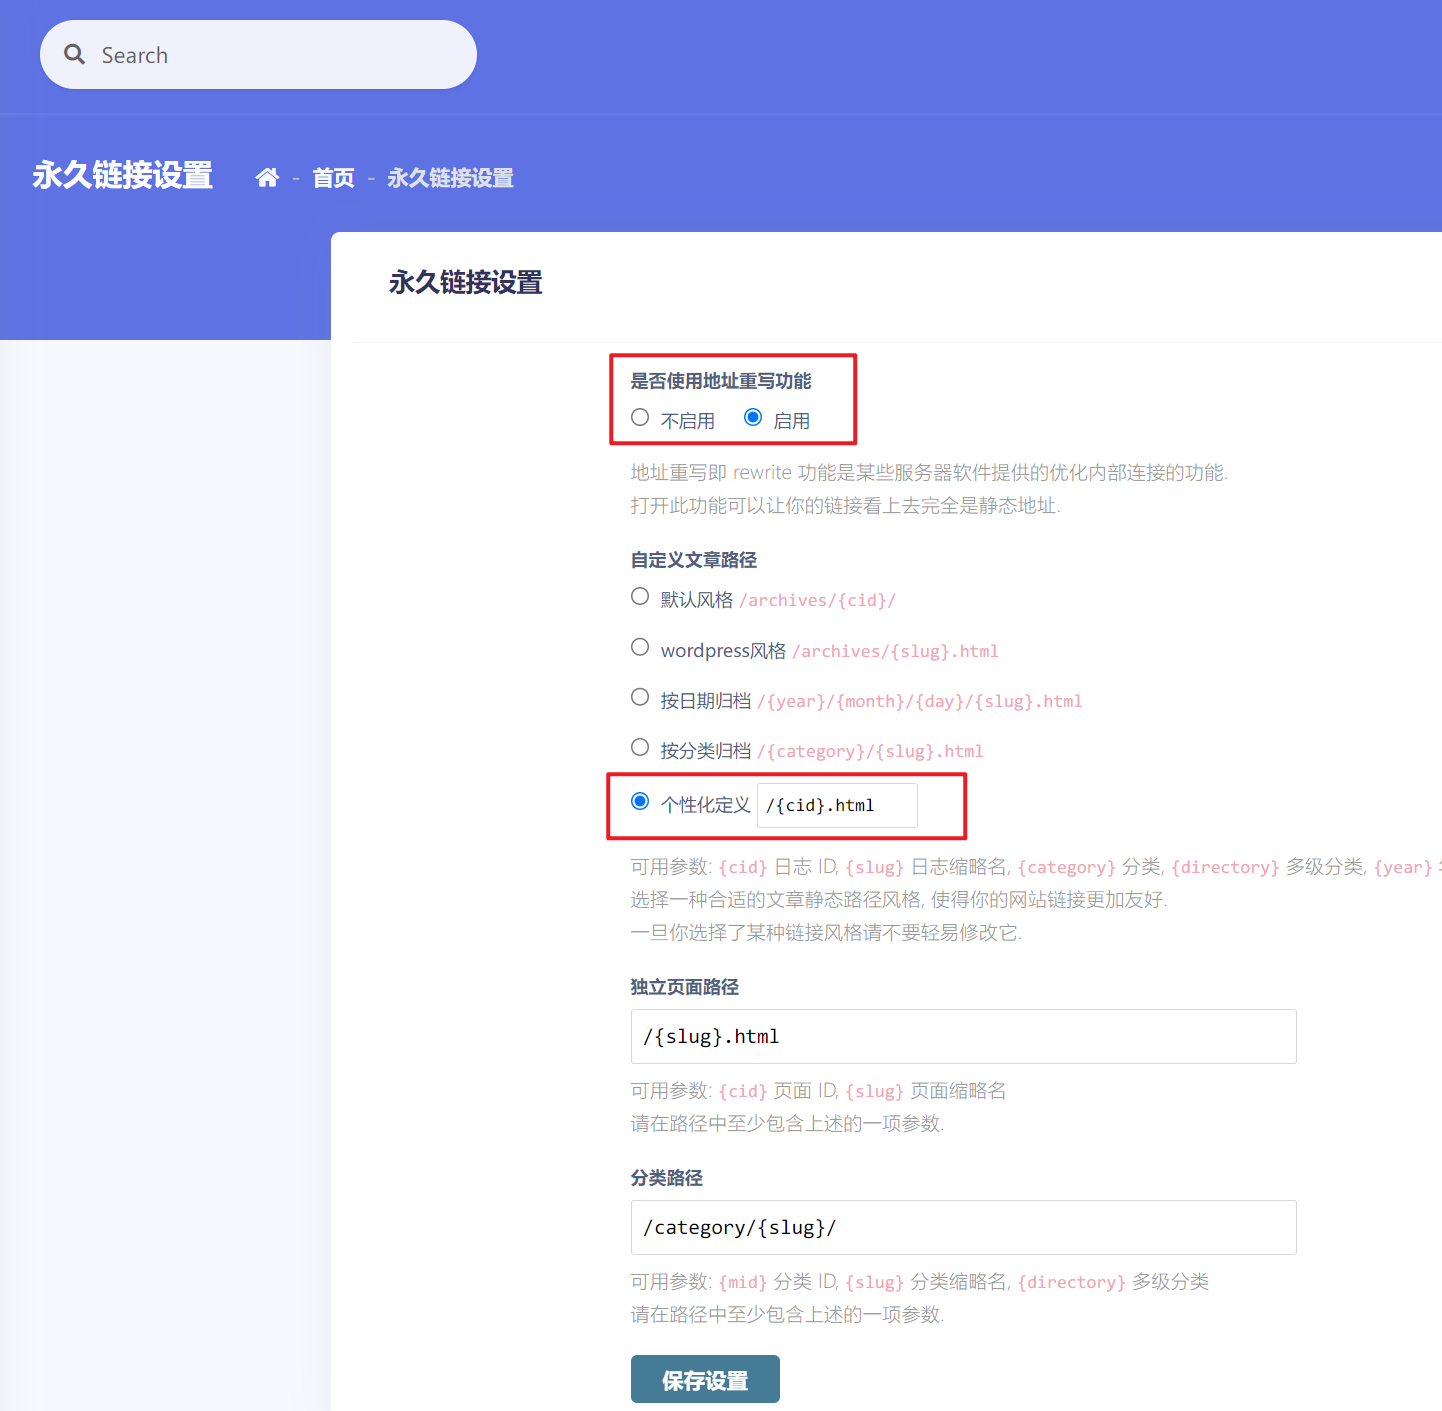 Search
永久链接设置 - 首页 - 永久链接设置
永久链接设置
是否使用地址重写功能
不启用 启用
地址重写即 rewrite 功能是某些服务器软件提供的优化内部连接的功能.
打开此功能可以让你的链接看上去完全是静态地址.
自定义文章路径
默认风格 /archives/{cid}/
wordpress风格 /archives/{slug}.html
按日期归档 /{year}/{month}/{day}/{slug}.html
按分类归档 /{category}/{slug}.html
个性化定义 /{cid}.html
可用参数: {cid} 日志 ID, {slug} 日志缩略名, {category} 分类, {directory} 多级分类, {year}
选择一种合适的文章静态路径风格, 使得你的网站链接更加友好.
一旦你选择了某种链接风格请不要轻易修改它.
独立页面路径
/{slug}.html
可用参数: {cid} 页面 ID, {slug} 页面缩略名
请在路径中至少包含上述的一项参数.
分类路径
/category/{slug}/
可用参数: {mid} 分类 ID, {slug} 分类缩略名, {directory} 多级分类
请在路径中至少包含上述的一项参数.
保存设置